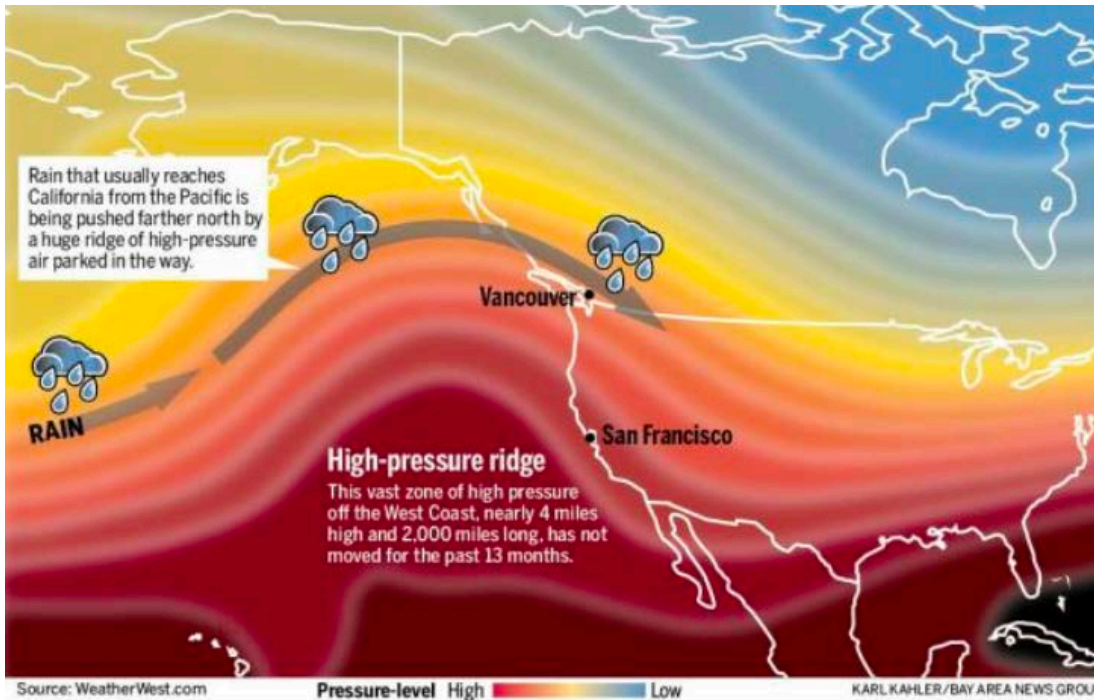 Rain that usually reaches
California from the Pacific is
being pushed farther north by
a huge ridge of high-pressure
air parked in the way.
Vancouver
RAIN
San Francisco
High-pressure ridge
This vast zone of high pressure
off the West Coast, nearly 4 miles
high and 2,000 miles long, has not
moved for the past 13 months.
Source: WeatherWest.com
Pressure-level High Low
KARL KAHLER/BAY AREA NEWS GROU